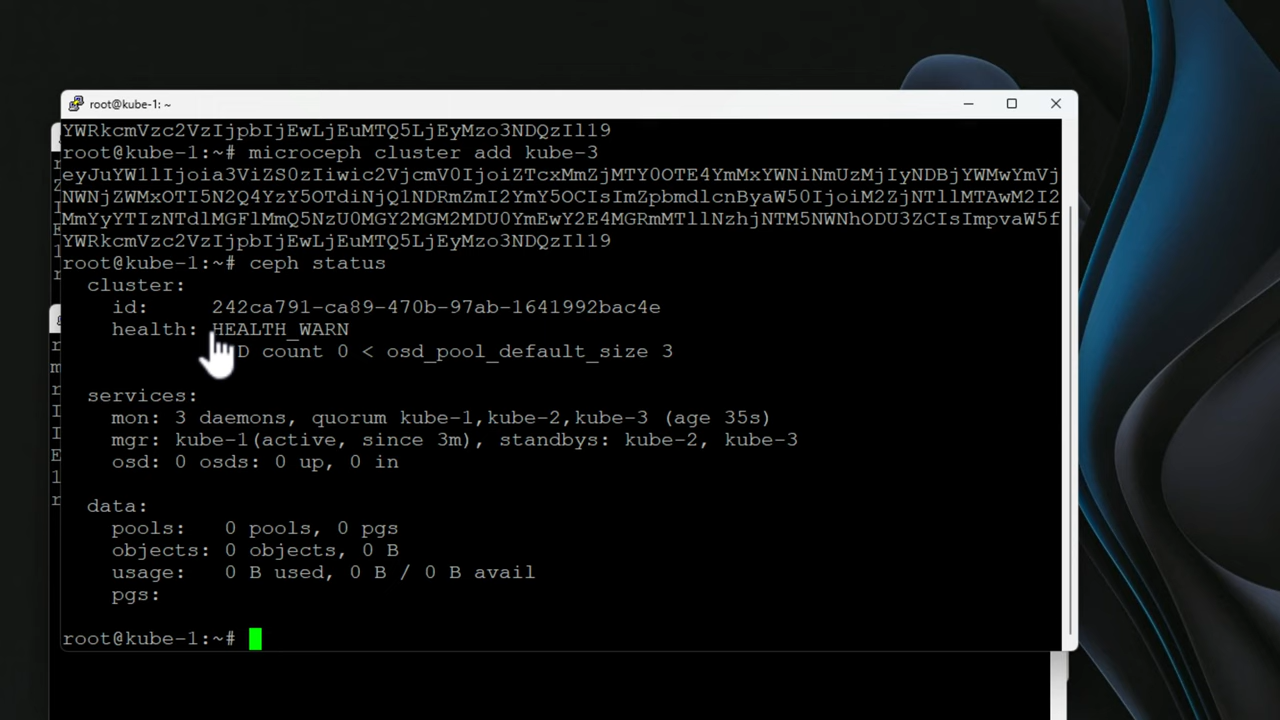 root@kube-1: ~
YWRkcmVzc2VzIjpbIjEwLjEuMTQ5LjEyMzo3NDQzIl19
root@kube-1:~# microceph cluster add kube-3
eyJuYW1lIjoia3ViZS0zIiwic2VjcmV0IjoiZTcxMmZjMTY0OTE4YmMxYWNiNmUzMjIyNDBjYWMwYmVj
NWNjZWMxOTI5N2Q4YzY5OTdiNjQlNDRmZmI2YmY5OCIsImZpbmdlcnByaW50IjoiM2ZjNTllMTAwM2I2
MmYyYTIzNTdlMGFlMmQ5NzU0MGY2MGM2MDU0YmEwY2E4MGRmMTllNzhjNTM5NWNhODU3ZCIsImpvaW5f
YWRkcmVzc2VzIjpbIjEwLjEuMTQ5LjEyMzo3NDQzIl19
root@kube-1:~# ceph status
cluster:
id: 242ca791-ca89-470b-97ab-1641992bac4e
health: HEALTH_WARN
D count 0 < osd_pool_default_size 3
services:
mon: 3 daemons, quorum kube-1,kube-2,kube-3 (age 35s)
mgr: kube-1(active, since 3m), standbys: kube-2, kube-3
osd: 0 osds: 0 up, 0 in
data:
pools: 0 pools, 0 pgs
objects: 0 objects, 0 B
usage: 0 B used, 0 B / 0 B avail
pgs:
root@kube-1:~#